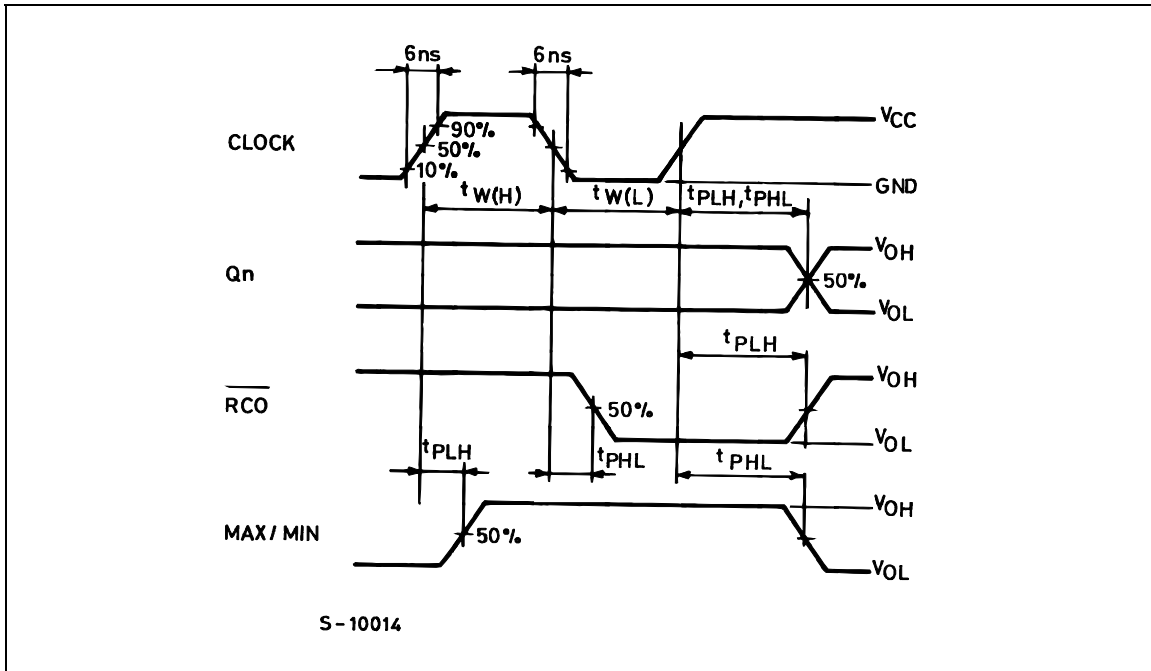 6ns 6ns
CLOCK
90%
50%
10%
VCC
GND
tW(H) tW(L) tPLH,tPHL
Qn
VOH
50%
VOL
tPLH
RCO
VOH
50%
VOL
tPLH tPHL tPHL
MAX/MIN
VOH
50%
VOL
S-10014